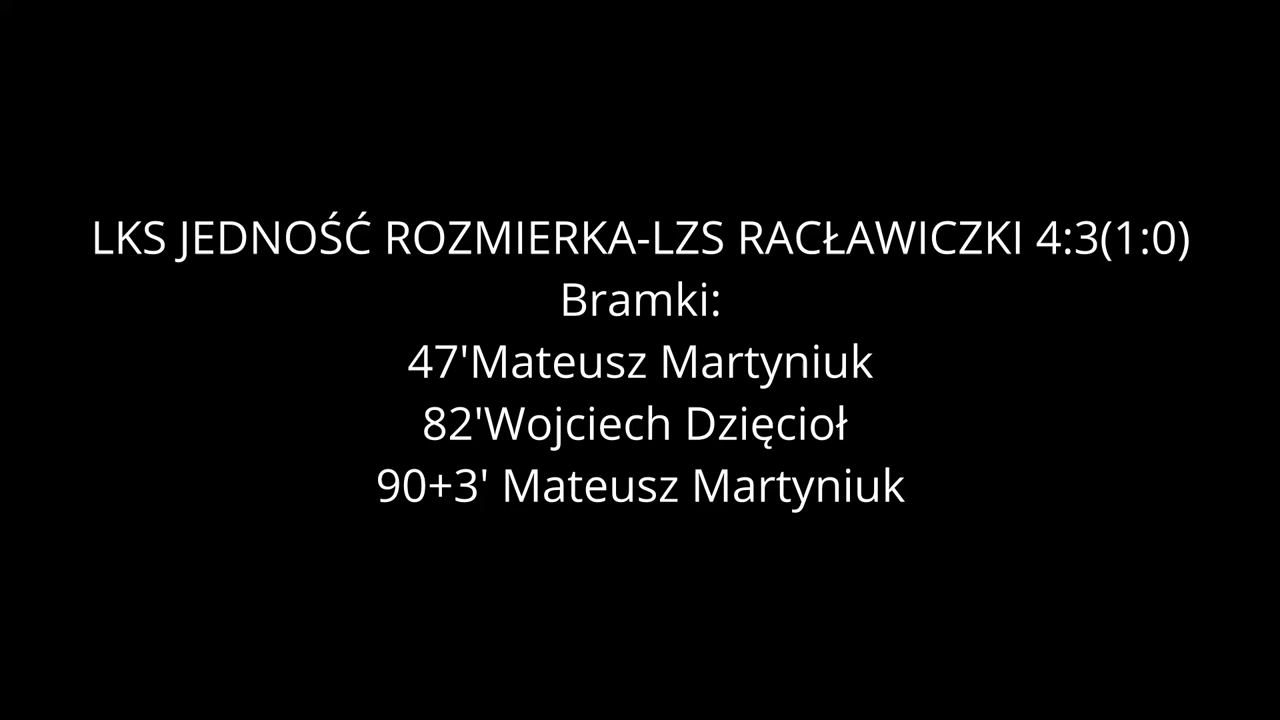 LKS JEDNOŚĆ ROZMIERKA-LZS RACŁAWICZKI 4:3(1:0)
Bramki:
47'Mateusz Martyniuk
82'Wojciech Dzięcioł
90+3' Mateusz Martyniuk